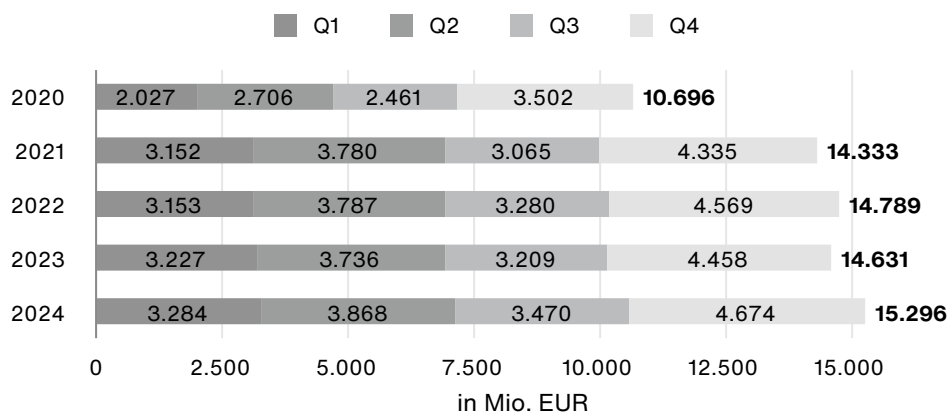 Q1 Q2 Q3 Q4
2020 2.027 2.706 2.461 3.502 10.696
2021 3.152 3.780 3.065 4.335 14.333
2022 3.153 3.787 3.280 4.569 14.789
2023 3.227 3.736 3.209 4.458 14.631
2024 3.284 3.868 3.470 4.674 15.296
0 2.500 5.000 7.500 10.000 12.500 15.000
in Mio. EUR